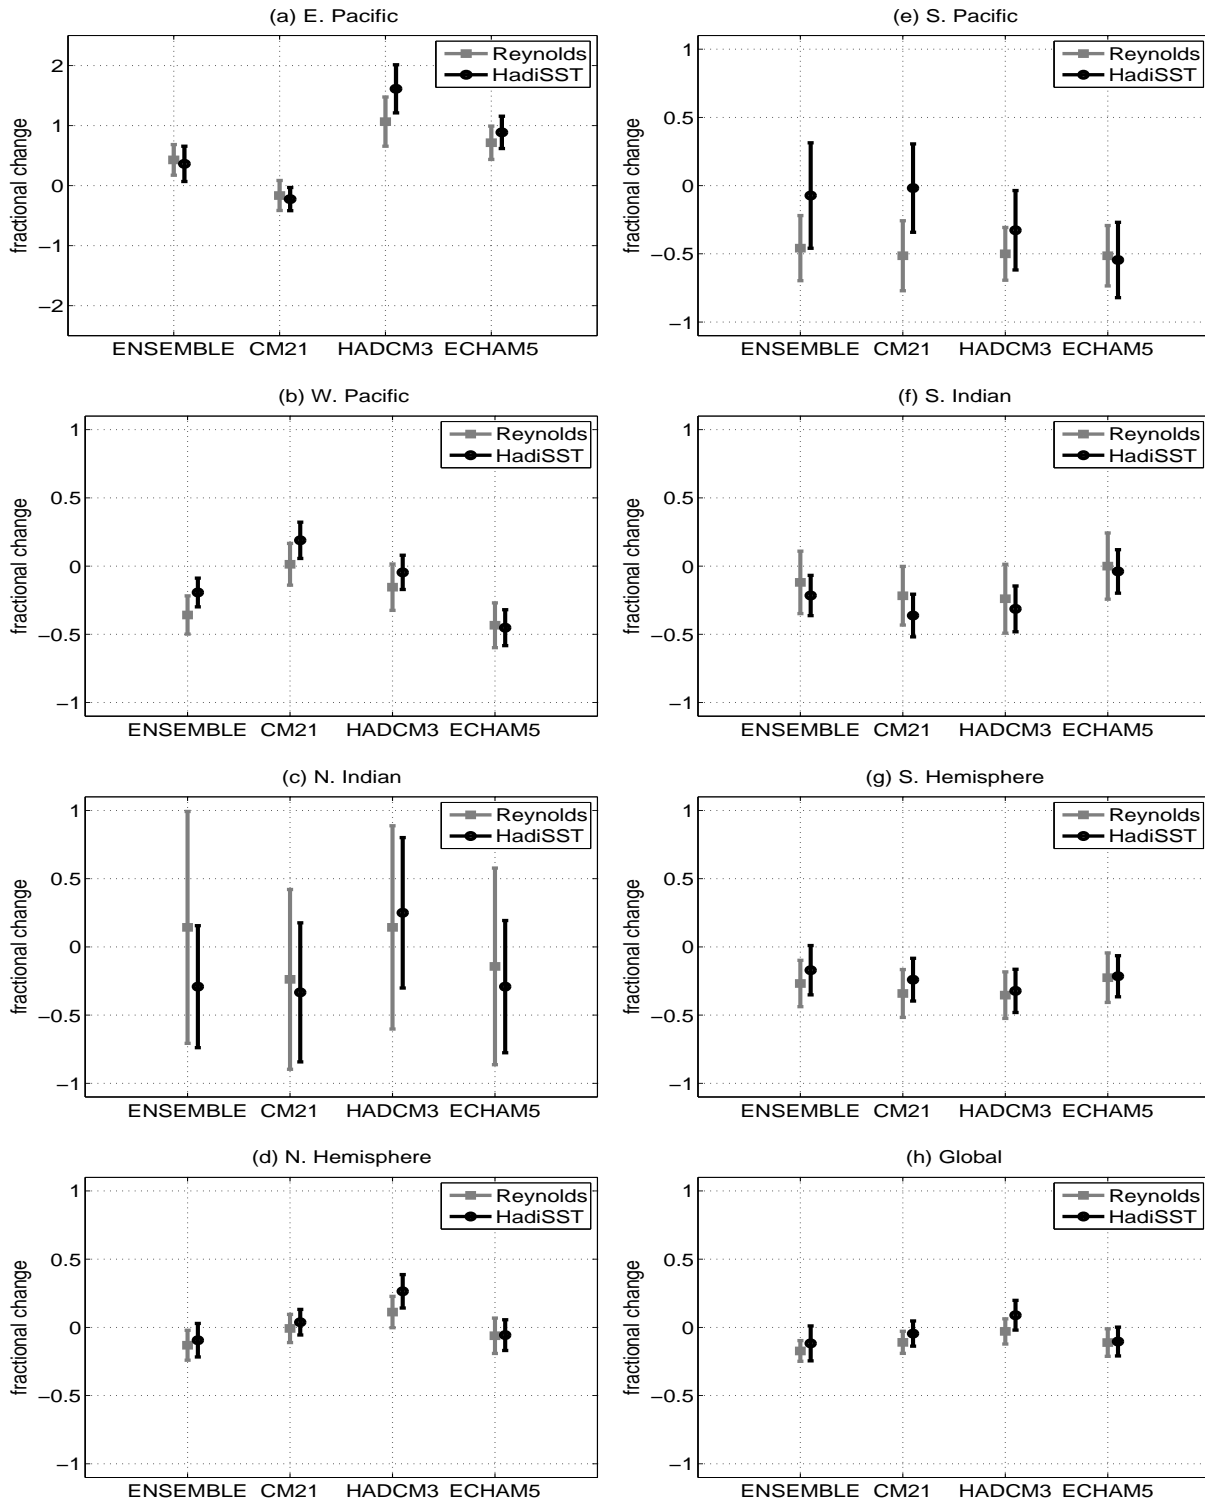 (a) E. Pacific
fractional change
2
1
0
−1
−2
ENSEMBLE CM21 HADCM3 ECHAM5
Reynolds
HadiSST
(b) W. Pacific
fractional change
1
0.5
0
−0.5
−1
ENSEMBLE CM21 HADCM3 ECHAM5
Reynolds
HadiSST
(c) N. Indian
fractional change
1
0.5
0
−0.5
−1
ENSEMBLE CM21 HADCM3 ECHAM5
Reynolds
HadiSST
(d) N. Hemisphere
fractional change
1
0.5
0
−0.5
−1
ENSEMBLE CM21 HADCM3 ECHAM5
Reynolds
HadiSST
(e) S. Pacific
fractional change
1
0.5
0
−0.5
−1
ENSEMBLE CM21 HADCM3 ECHAM5
Reynolds
HadiSST
(f) S. Indian
fractional change
1
0.5
0
−0.5
−1
ENSEMBLE CM21 HADCM3 ECHAM5
Reynolds
HadiSST
(g) S. Hemisphere
fractional change
1
0.5
0
−0.5
−1
ENSEMBLE CM21 HADCM3 ECHAM5
Reynolds
HadiSST
(h) Global
fractional change
1
0.5
0
−0.5
−1
ENSEMBLE CM21 HADCM3 ECHAM5
Reynolds
HadiSST